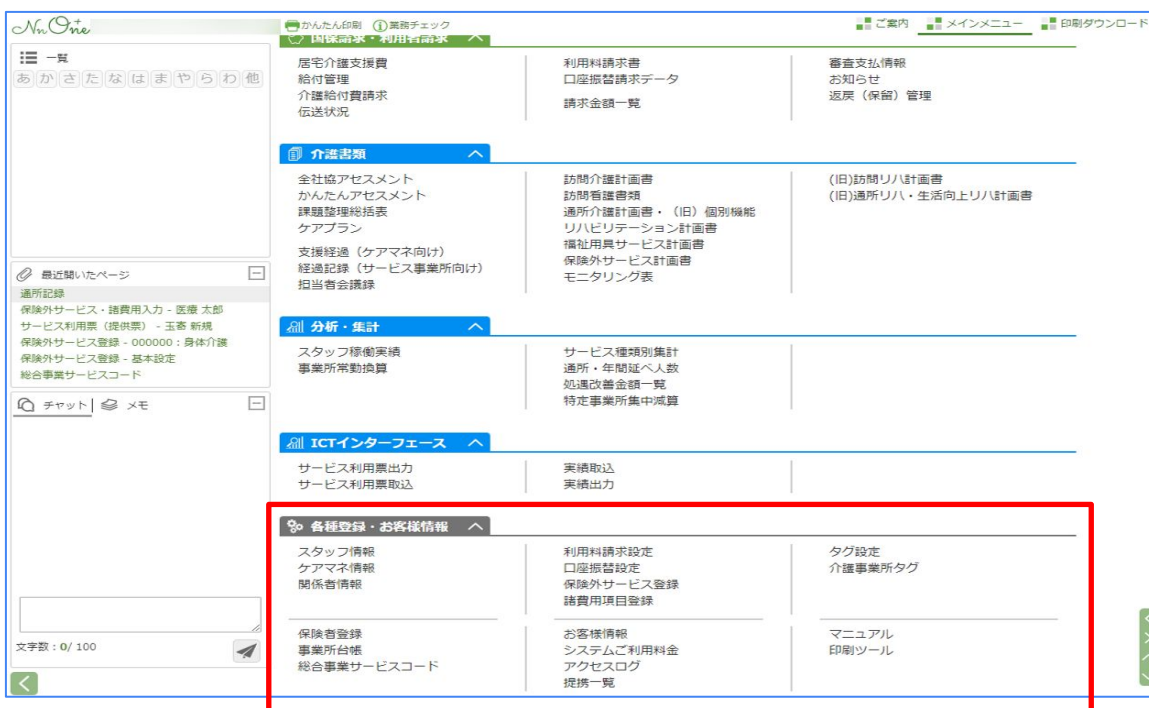 NnOne+
かんたん印刷 業務チェック
ご案内 メインメニュー 印刷ダウンロード
一覧
あ か さ た な は ま や ら わ 他
国保請求・利用者請求
居宅介護支援費
給付管理
介護給付費請求
伝送状況
利用料請求書
口座振替請求データ
請求金額一覧
審査支払情報
お知らせ
返戻（保留）管理
介護書類
全社協アセスメント
かんたんアセスメント
課題整理総括表
ケアプラン
支援経過（ケアマネ向け）
経過記録（サービス事業所向け）
担当者会議録
訪問介護計画書
訪問看護書類
通所介護計画書・（旧）個別機能
リハビリテーション計画書
福祉用具サービス計画書
保険外サービス計画書
モニタリング表
(旧)訪問リハ計画書
(旧)通所リハ・生活向上リハ計画書
最近開いたページ
通所記録
保険外サービス・諸費用入力 - 医療 太郎
サービス利用票（提供票） - 玉寄 新規
保険外サービス登録 - 000000：身体介護
保険外サービス登録 - 基本設定
総合事業サービスコード
分析・集計
スタッフ稼働実績
事業所常勤換算
サービス種類別集計
通所・年間延べ人数
処遇改善金額一覧
特定事業所集中減算
チャット メモ
ICTインターフェース
サービス利用票出力
サービス利用票取込
実績取込
実績出力
各種登録・お客様情報
スタッフ情報
ケアマネ情報
関係者情報
利用料請求設定
口座振替設定
保険外サービス登録
諸費用項目登録
タグ設定
介護事業所タグ
保険者登録
事業所台帳
総合事業サービスコード
お客様情報
システムご利用料金
アクセスログ
提携一覧
マニュアル
印刷ツール
文字数：0/ 100